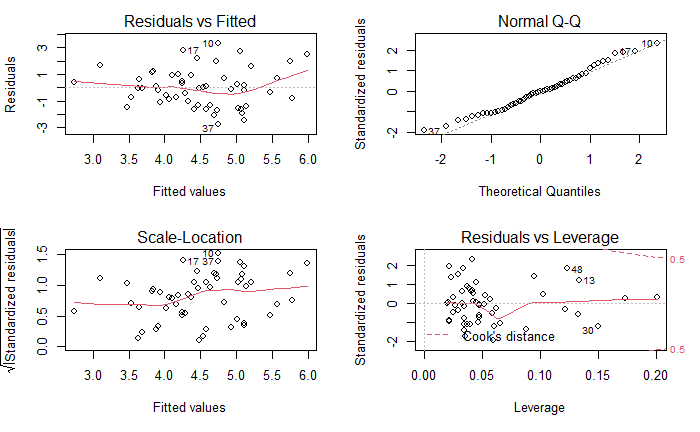 Residuals vs Fitted
Residuals
3
1
-1
-3
17
10
37
3.0 3.5 4.0 4.5 5.0 5.5 6.0
Fitted values
Normal Q-Q
Standardized residuals
2
0
-2
37
17
10
-2 -1 0 1 2
Theoretical Quantiles
Scale-Location
√|Standardized residuals|
1.5
1.0
0.5
0.0
10
17 37
3.0 3.5 4.0 4.5 5.0 5.5 6.0
Fitted values
Residuals vs Leverage
Standardized residuals
2
1
0
-2
48
13
30
0.5
0.5
Cook's distance
0.00 0.05 0.10 0.15 0.20
Leverage